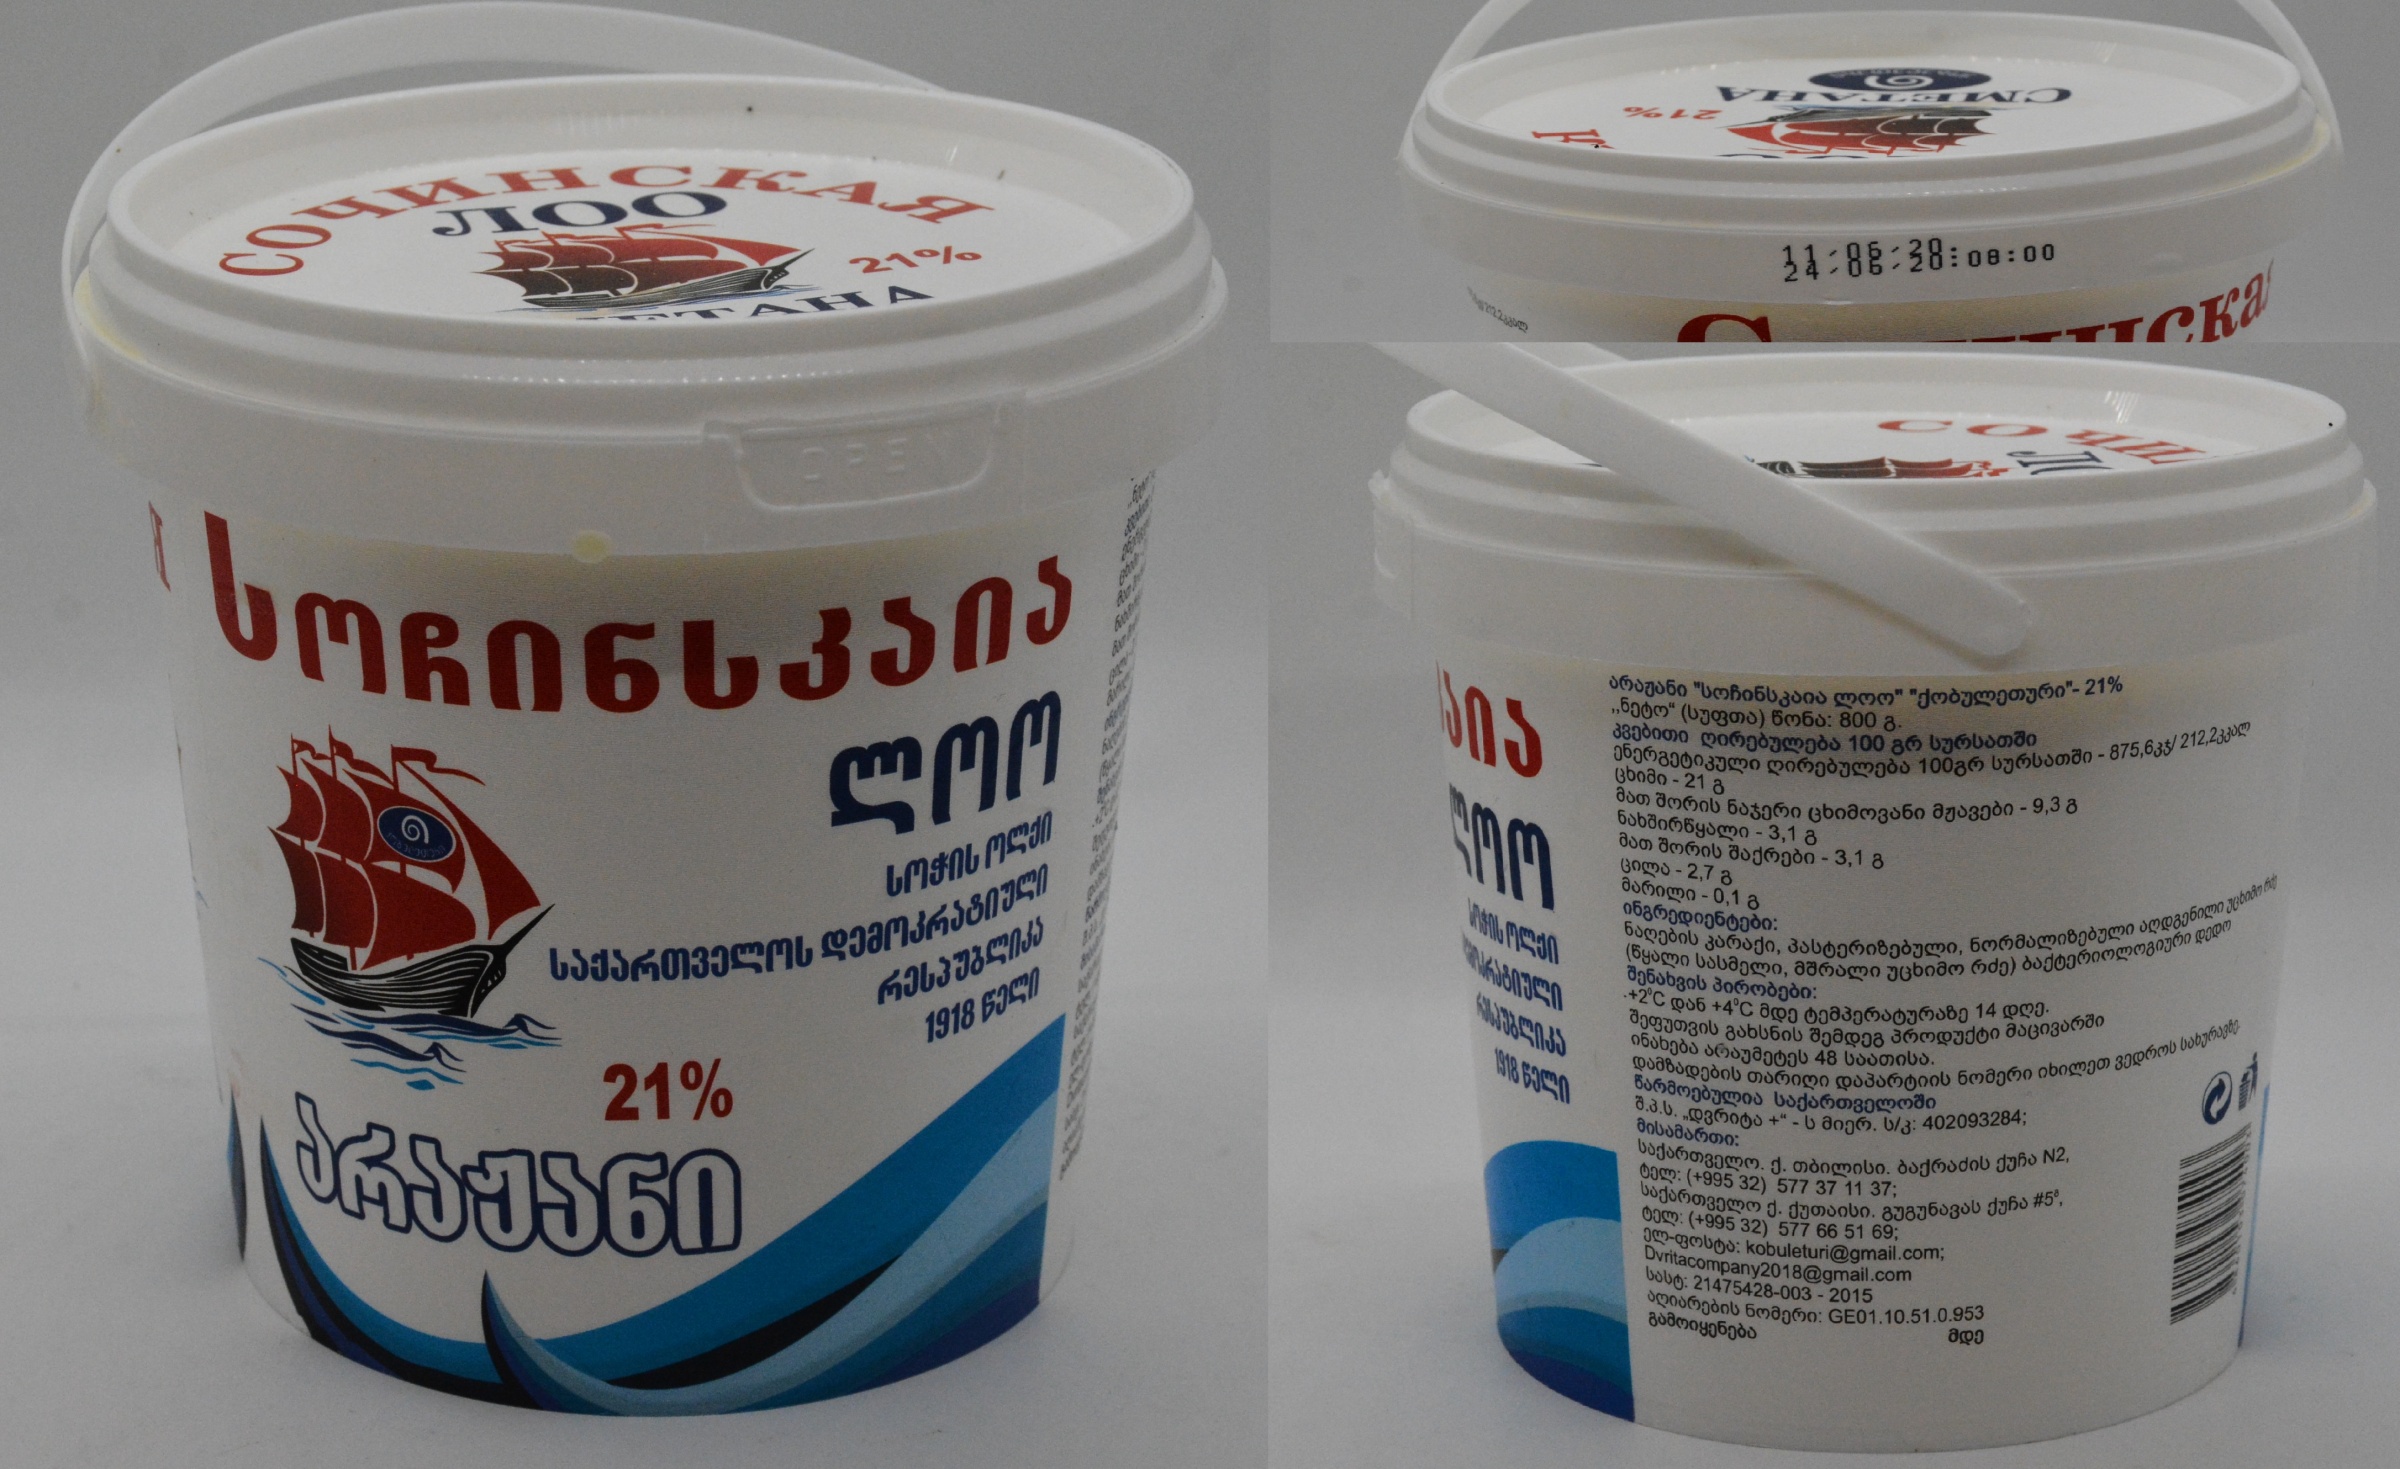 СОЧИНСКАЯ
ЛОО
21%
OPEN
სოჩინსკაია
ლოო
სოჭის ოლქი
საქართველოს დემოკრატიული
რესპუბლიკა
1918 წელი
21%
არაჟანი
СМЕТАНА
21%
11.06.20:
24.06.20:08:00
არაჟანი "სოჩინსკაია ლოო" "ქობულეთური"- 21%
,,ნეტო“ (სუფთა) წონა: 800 გ.
კვებითი ღირებულება 100 გრ სურსათში
ენერგეტიკული ღირებულება 100გრ სურსათში - 875,6კჯ/ 212,2კკალ
ცხიმი - 21 გ
მათ შორის ნაჯერი ცხიმოვანი მჟავები - 9,3 გ
ნახშირწყალი - 3,1 გ
მათ შორის შაქრები - 3,1 გ
ცილა - 2,7 გ
მარილი - 0,1 გ
ინგრედიენტები:
ნაღების კარაქი, პასტერიზებული, ნორმალიზებული აღდგენილი უცხიმო რძე
(წყალი სასმელი, მშრალი უცხიმო რძე) ბაქტერიოლოგიური დედო
შენახვის პირობები:
·+2°C დან +4°C მდე ტემპერატურაზე 14 დღე.
შეფუთვის გახსნის შემდეგ პროდუქტი მაცივარში
ინახება არაუმეტეს 48 საათისა.
დამზადების თარიღი დაპარტიის ნომერი იხილეთ ვედროს სახურავზე.
წარმოებულია საქართველოში
შ.პ.ს. „დვრიტა +“ - ს მიერ. ს/კ: 402093284;
მისამართი:
საქართველო. ქ. თბილისი. ბაქრაძის ქუჩა N2,
ტელ: (+995 32) 577 37 11 37;
საქართველო ქ. ქუთაისი. გუგუნავას ქუჩა #5ᵃ,
ტელ: (+995 32) 577 66 51 69;
ელ-ფოსტა: kobuleturi@gmail.com;
Dvritacompany2018@gmail.com
სასტ: 21475428-003 - 2015
აღიარების ნომერი: GE01.10.51.0.953
გამოიყენება მდე